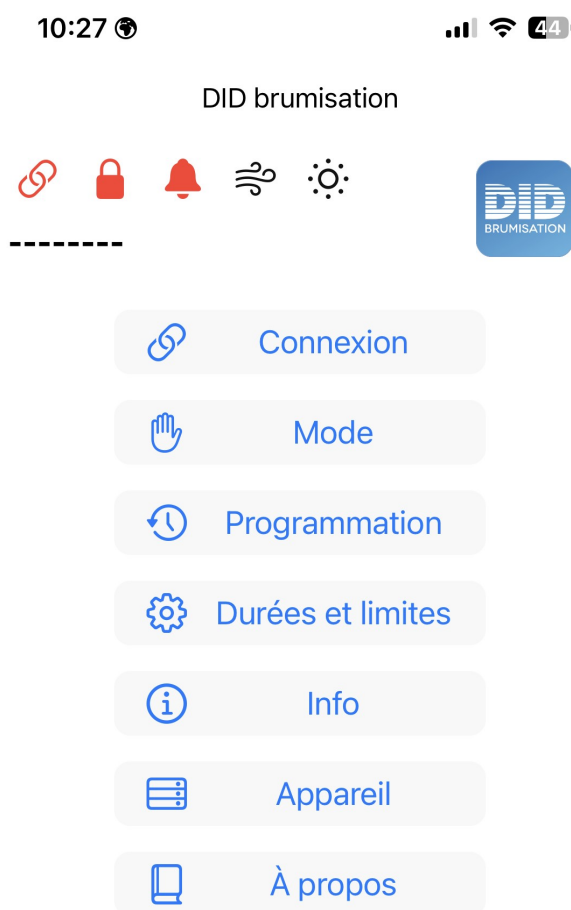 10:27
44
DID brumisation
DID
BRUMISATION
--------
Connexion
Mode
Programmation
Durées et limites
Info
Appareil
À propos